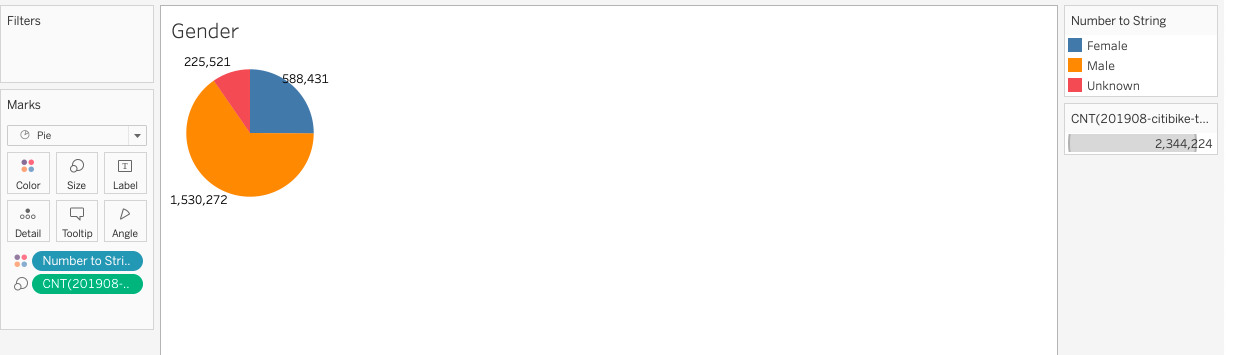 Filters
Marks
Pie
Color
Size
T
Label
Detail
Tooltip
Angle
Number to Stri..
CNT(201908-..
Gender
225,521
588,431
1,530,272
Number to String
Female
Male
Unknown
CNT(201908-citibike-t...
2,344,224